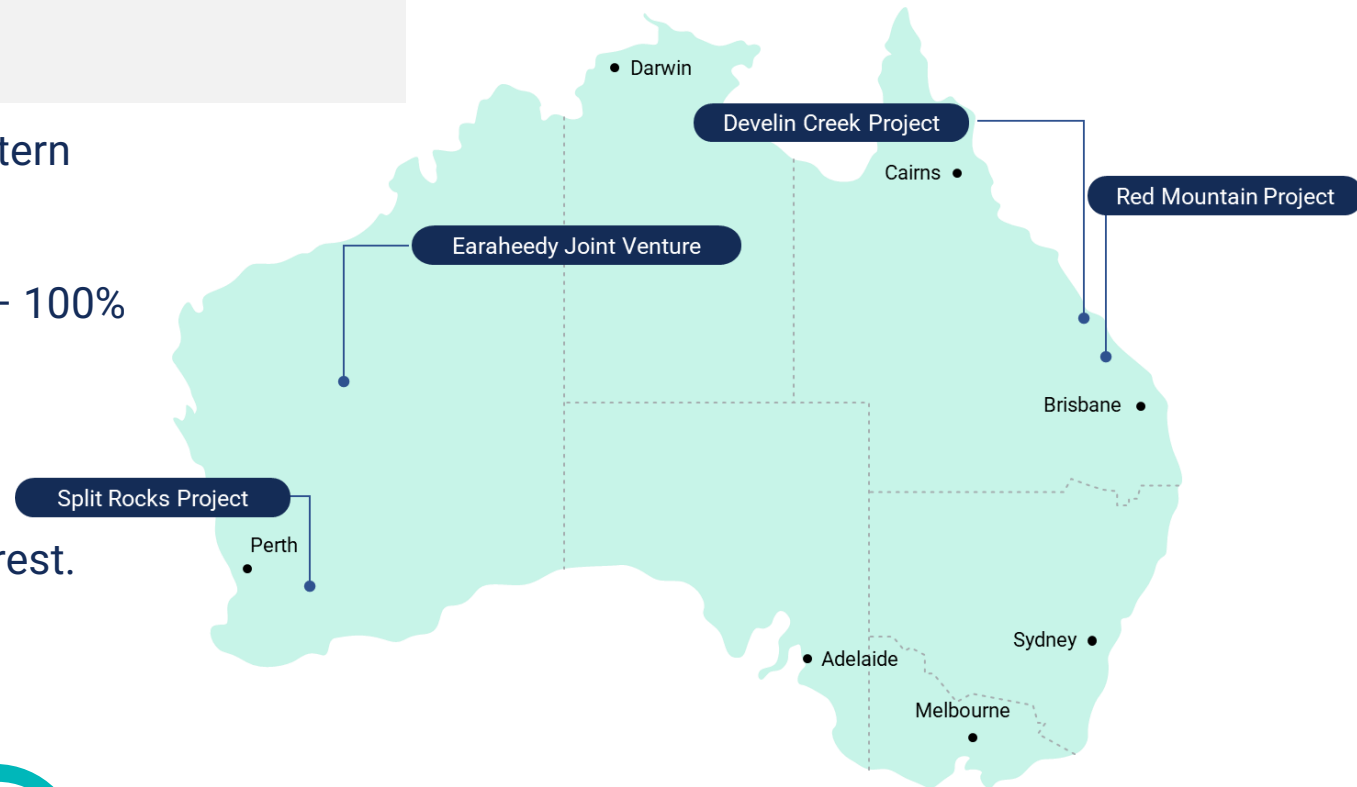 tern
– 100%
rest.
Darwin
Develin Creek Project
Cairns
Red Mountain Project
Earaheedy Joint Venture
Brisbane
Split Rocks Project
Perth
Sydney
Adelaide
Melbourne